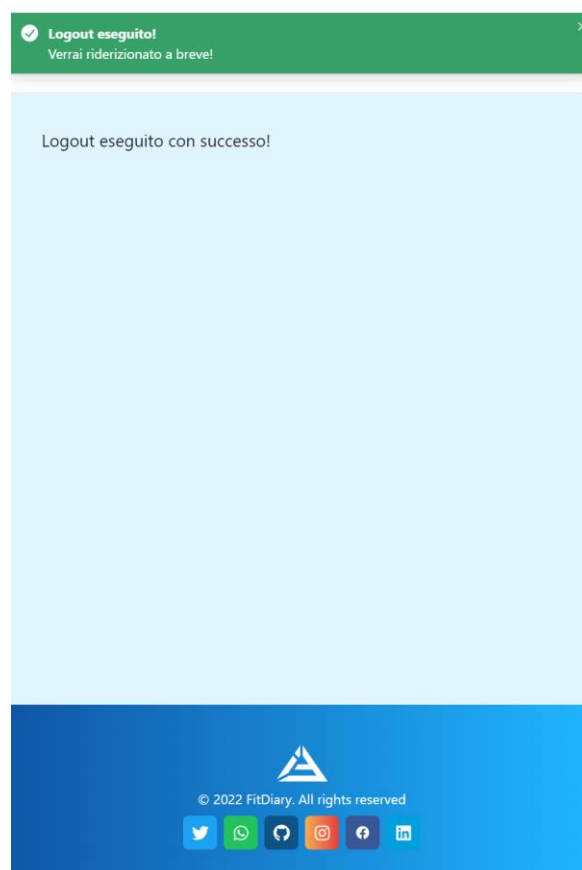 Logout eseguito!
Verrai riderizionato a breve!
Logout eseguito con successo!
© 2022 FitDiary. All rights reserved